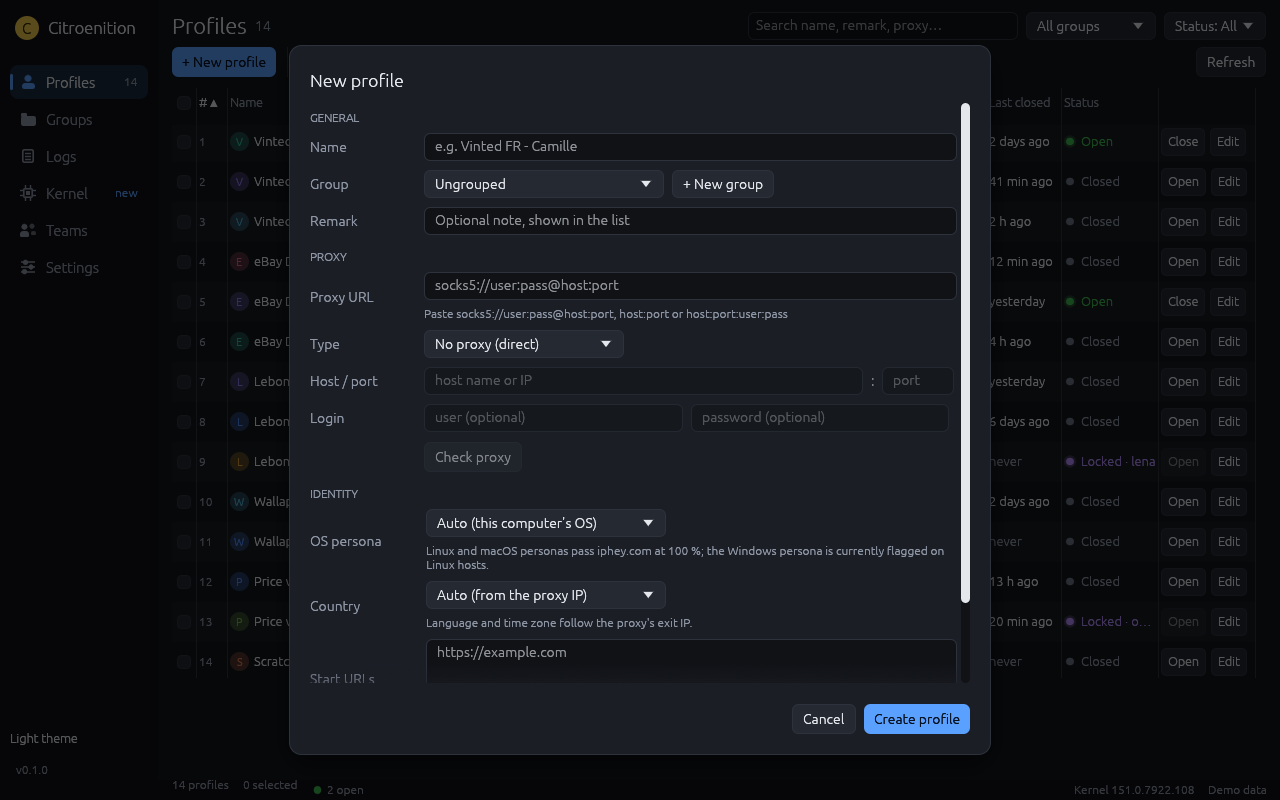 C Citroenition
Profiles 14
Search name, remark, proxy…
All groups
Status: All
+ New profile
Refresh
Profiles 14
Groups
Logs
Kernel new
Teams
Settings
# Name Last closed Status
1 V Vinted 2 days ago Open Close Edit
2 V Vinted 41 min ago Closed Open Edit
3 V Vinted 2 h ago Closed Open Edit
4 E eBay D 12 min ago Closed Open Edit
5 E eBay D yesterday Open Close Edit
6 E eBay D 4 h ago Closed Open Edit
7 L Lebon yesterday Closed Open Edit
8 L Lebon 6 days ago Closed Open Edit
9 L Lebon never Locked · lena Open Edit
10 W Wallap 2 days ago Closed Open Edit
11 W Wallap never Closed Open Edit
12 P Price 13 h ago Closed Open Edit
13 P Price 20 min ago Locked · o… Open Edit
14 S Scratc never Closed Open Edit
New profile
GENERAL
Name e.g. Vinted FR - Camille
Group Ungrouped + New group
Remark Optional note, shown in the list
PROXY
Proxy URL socks5://user:pass@host:port
Paste socks5://user:pass@host:port, host:port or host:port:user:pass
Type No proxy (direct)
Host / port host name or IP : port
Login user (optional) password (optional)
Check proxy
IDENTITY
OS persona Auto (this computer's OS)
Linux and macOS personas pass iphey.com at 100 %; the Windows persona is currently flagged on
Linux hosts.
Country Auto (from the proxy IP)
Language and time zone follow the proxy's exit IP.
Start URLs https://example.com
Cancel Create profile
Light theme
v0.1.0
14 profiles 0 selected 2 open Kernel 151.0.7922.108 Demo data